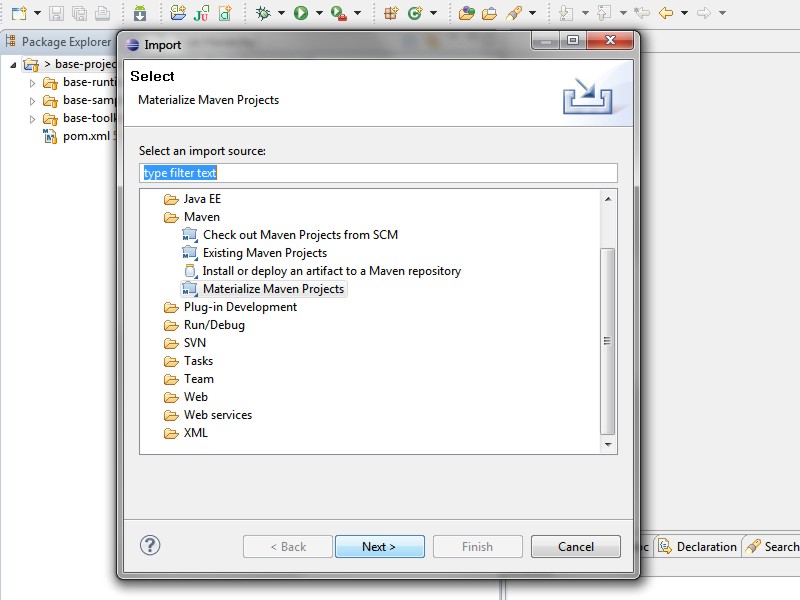 Package Explorer
Import
> base-projec
base-runti
base-samp
base-toolk
pom.xml
Select
Materialize Maven Projects
Select an import source:
type filter text
Java EE
Maven
Check out Maven Projects from SCM
Existing Maven Projects
Install or deploy an artifact to a Maven repository
Materialize Maven Projects
Plug-in Development
Run/Debug
SVN
Tasks
Team
Web
Web services
XML
< Back
Next >
Finish
Cancel
Declaration
Search